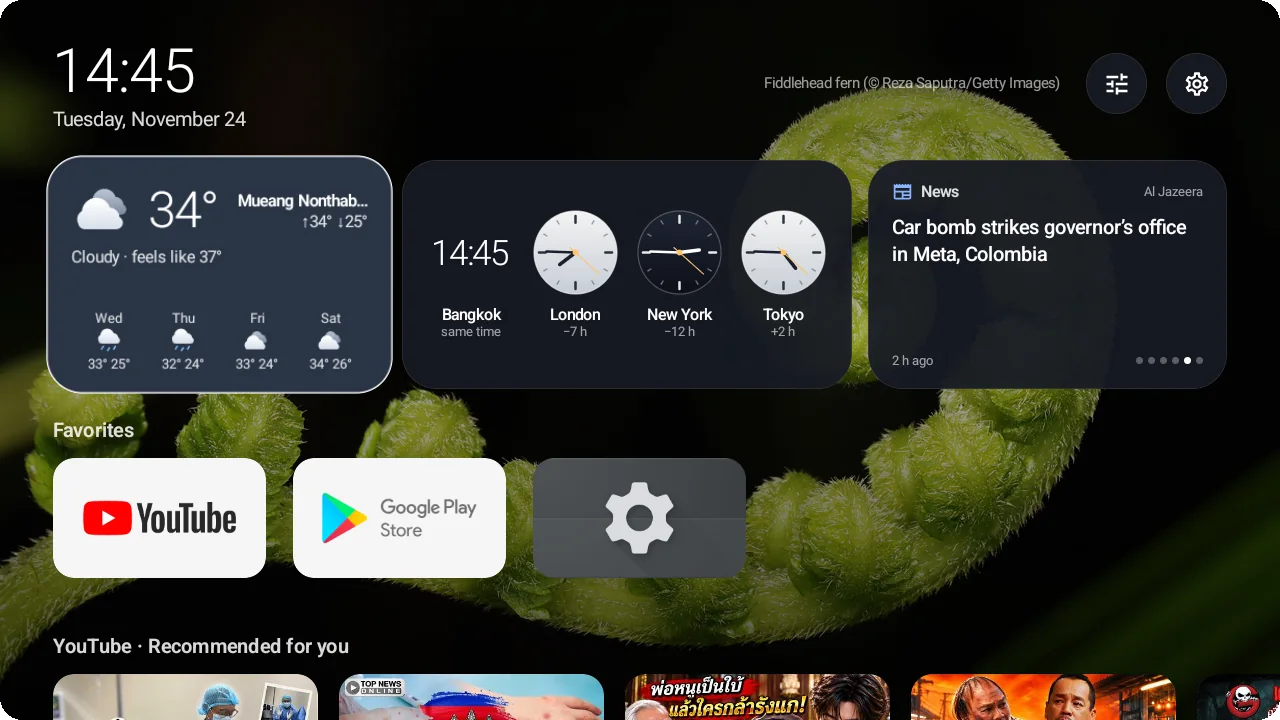 14:45
Tuesday, November 24
Fiddlehead fern (© Reza Saputra/Getty Images)
34°
Mueang Nonthab...
↑34° ↓25°
Cloudy · feels like 37°
Wed
Thu
Fri
Sat
33° 25°
32° 24°
33° 24°
34° 26°
14:45
Bangkok
same time
London
−7 h
New York
−12 h
Tokyo
+2 h
News
Al Jazeera
Car bomb strikes governor’s office
in Meta, Colombia
2 h ago
Favorites
YouTube
Google Play
Store
YouTube · Recommended for you
TOP NEWS
ONLINE
พ่อหนูเป็นใบ้
แล้วใครกล้ารังแก!